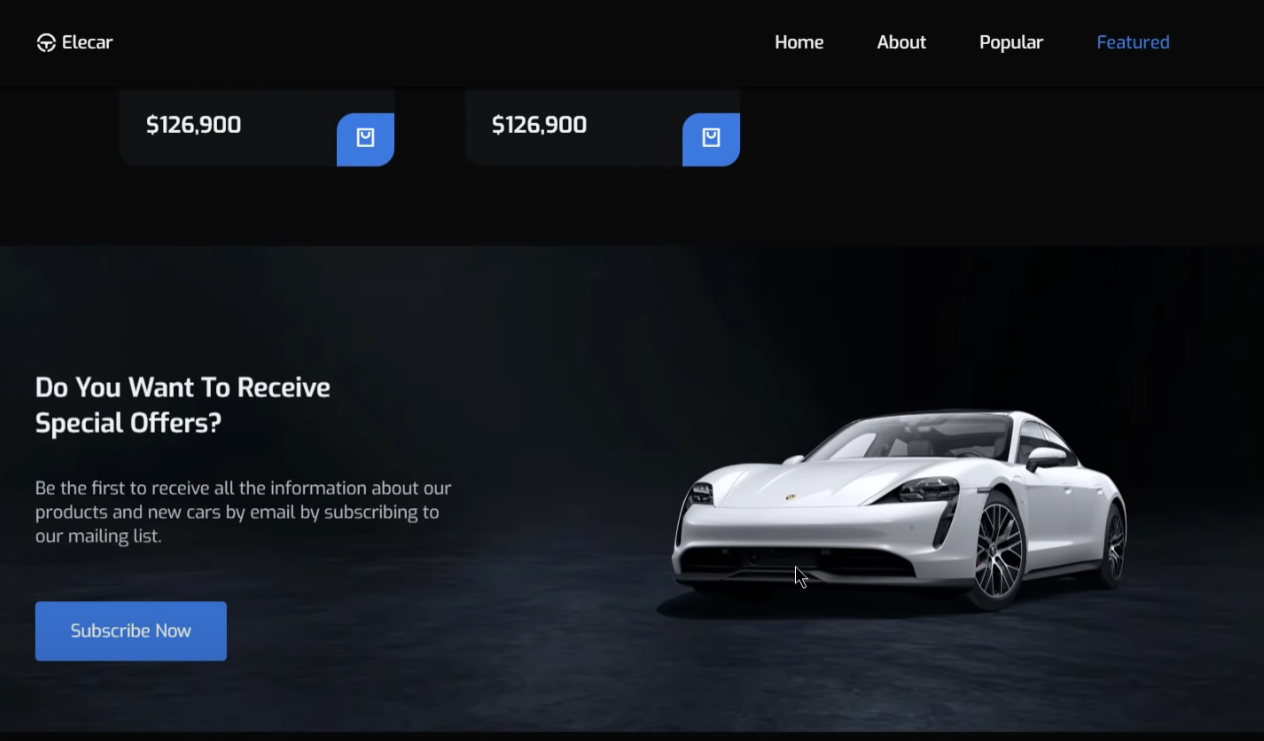 Elecar
Home About Popular Featured
$126,900 $126,900
Do You Want To Receive
Special Offers?
Be the first to receive all the information about our
products and new cars by email by subscribing to
our mailing list.
Subscribe Now